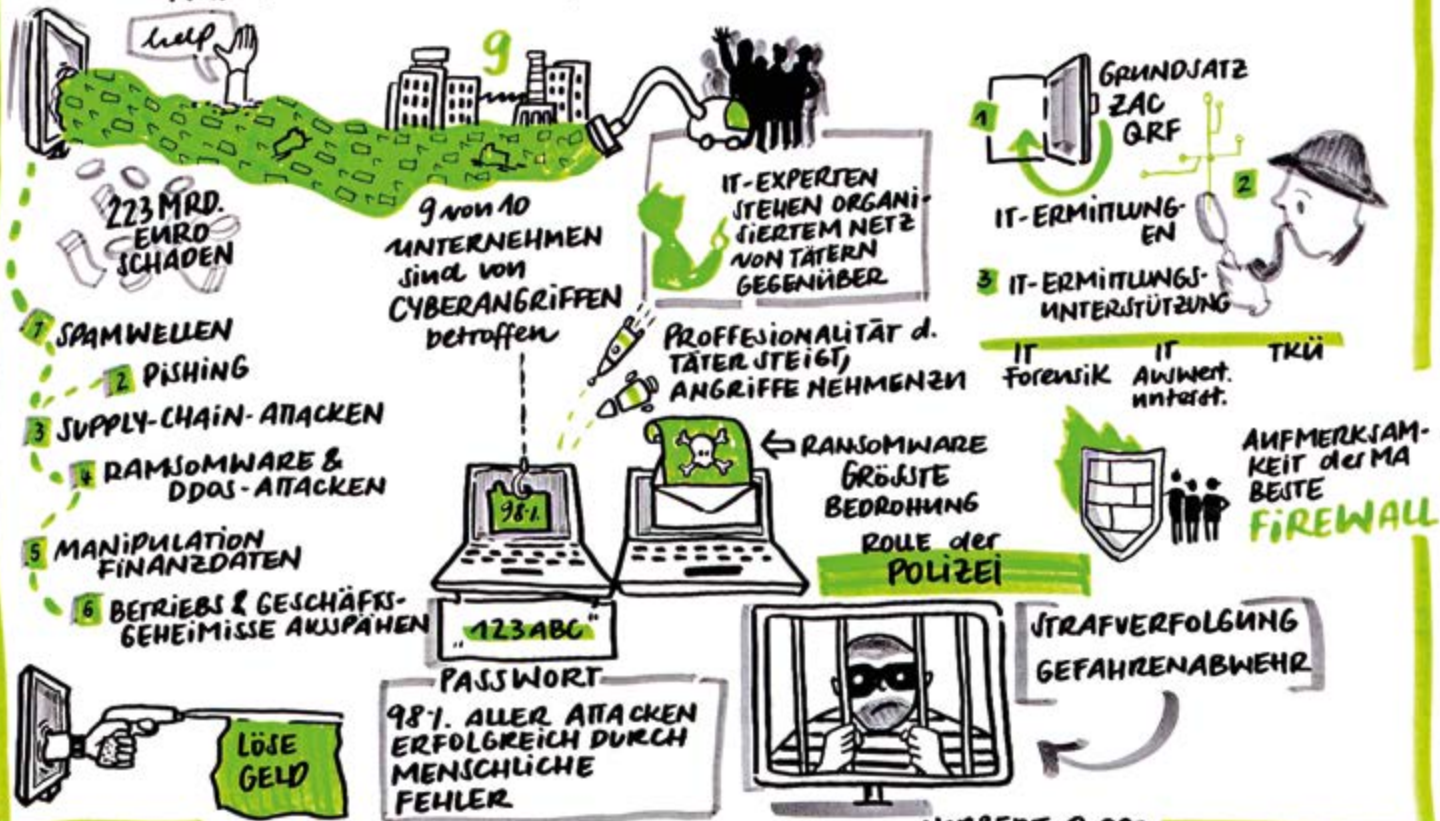 help
9
223 MRD.
EURO
SCHADEN
9 von 10
UNTERNEHMEN
sind von
CYBERANGRIFFEN
betroffen
IT-EXPERTEN
STEHEN ORGANI-
SIERTEM NETZ
VON TÄTERN
GEGENÜBER
1
GRUNDSATZ
ZAC
QRF
2
IT-ERMITTLUNG-
EN
3 IT-ERMITTLUNGS-
UNTERSTÜTZUNG
IT
Forensik
IT
Auswert.
unterst.
TKÜ
1 SPAMWELLEN
2 PISHING
3 SUPPLY-CHAIN-ATTACKEN
4 RAMSOMWARE &
DDOS-ATTACKEN
5 MANIPULATION
FINANZDATEN
6 BETRIEBS & GESCHÄFTS-
GEHEIMISSE AUSSPÄHEN
PROFFESIONALITÄT d.
TÄTER STEIGT,
ANGRIFFE NEHMEN ZU
98%
RANSOMWARE
GRÖSSTE
BEDROHUNG
AUFMERKSAM-
KEIT der MA
BESTE
FIREWALL
ROLLE der
POLIZEI
"123ABC"
PASSWORT
98%. ALLER ATTACKEN
ERFOLGREICH DURCH
MENSCHLICHE
FEHLER
STRAFVERFOLGUNG
GEFAHRENABWEHR
LÖSE
GELD